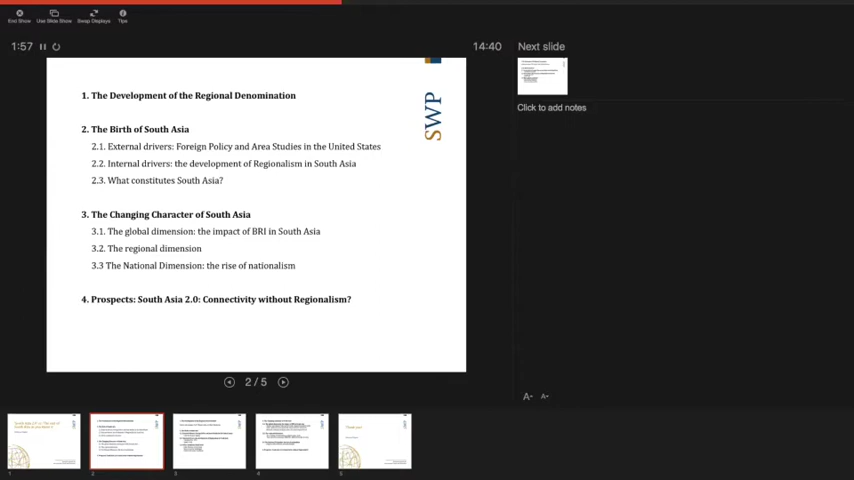 End Show Use Slide Show Swap Displays Tips
1:57 14:40 Next slide
Click to add notes
SWP
1. The Development of the Regional Denomination
2. The Birth of South Asia
2.1. External drivers: Foreign Policy and Area Studies in the United States
2.2. Internal drivers: the development of Regionalism in South Asia
2.3. What constitutes South Asia?
3. The Changing Character of South Asia
3.1. The global dimension: the impact of BRI in South Asia
3.2. The regional dimension
3.3 The National Dimension: the rise of nationalism
4. Prospects: South Asia 2.0: Connectivity without Regionalism?
2 / 5
A A
1 2 3 4 5